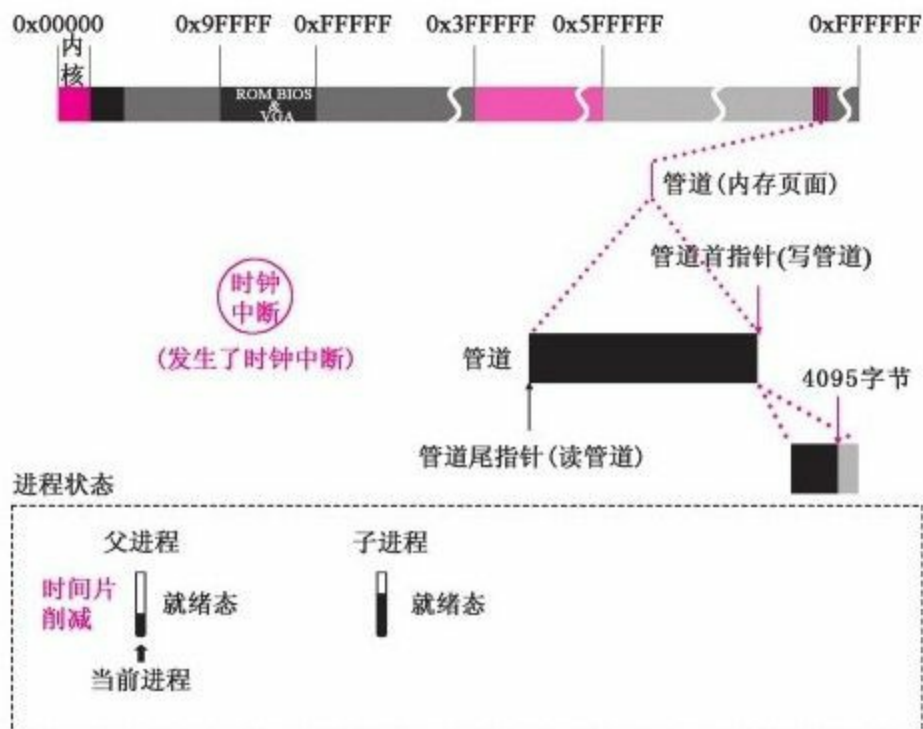 0x00000 0x9FFFF 0xFFFFF 0x3FFFFF 0x5FFFFF 0xFFFFFF
内
核
ROM BIOS
&
VGA
管道(内存页面)
管道首指针(写管道)
时钟
中断
(发生了时钟中断)
管道
4095字节
管道尾指针(读管道)
进程状态
父进程 子进程
时间片
削减
就绪态 就绪态
当前进程